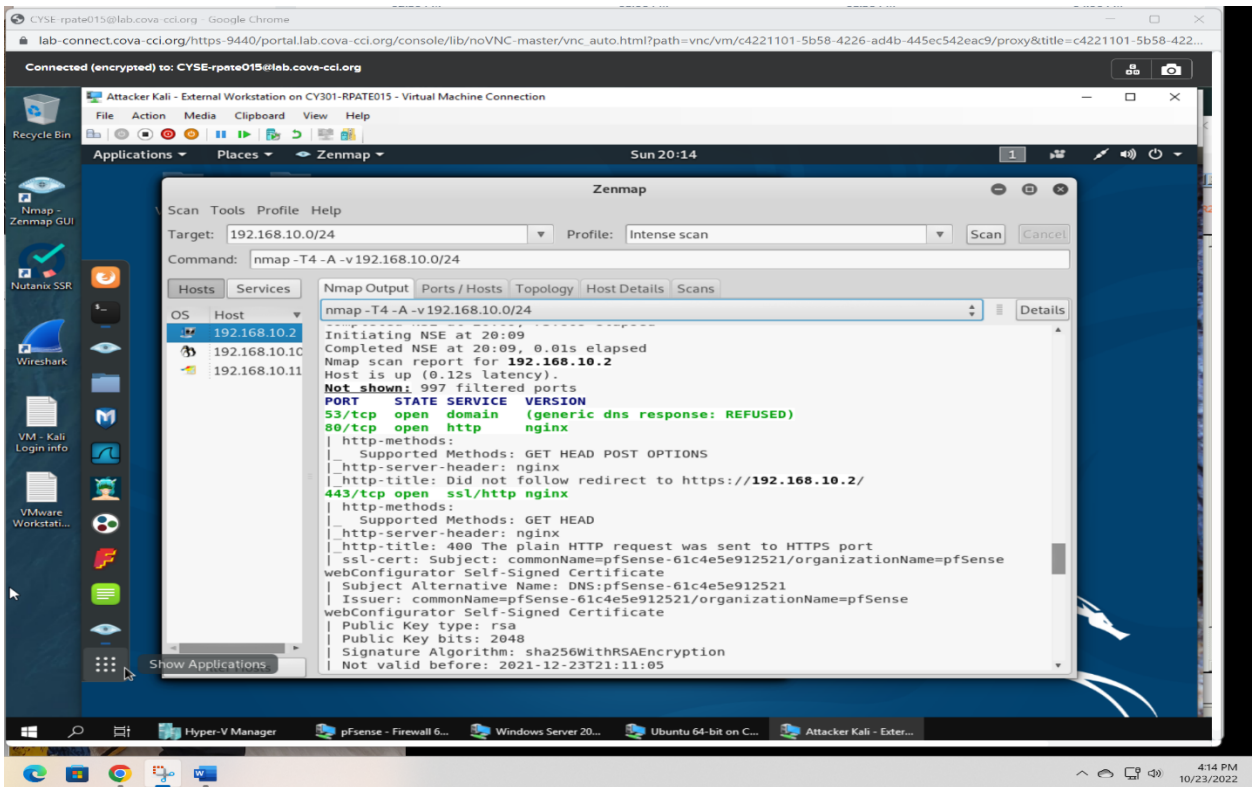 CYSE-rpate015@lab.cova-cci.org - Google Chrome
lab-connect.cova-cci.org/https-9440/portal.lab.cova-cci.org/console/lib/noVNC-master/vnc_auto.html?path=vnc/vm/c4221101-5b58-4226-ad4b-445ec542eac9/proxy&title=c4221101-5b58-422...
Connected (encrypted) to: CYSE-rpate015@lab.cova-cci.org
Attacker Kali - External Workstation on CY301-RPATE015 - Virtual Machine Connection
File Action Media Clipboard View Help
Recycle Bin
Applications Places Zenmap Sun 20:14 1
Zenmap
Nmap - Zenmap GUI
Scan Tools Profile Help
Target: 192.168.10.0/24 Profile: Intense scan Scan Cancel
Command: nmap -T4 -A -v 192.168.10.0/24
Nutanix SSR
Hosts Services Nmap Output Ports / Hosts Topology Host Details Scans
OS Host nmap -T4 -A -v 192.168.10.0/24 Details
192.168.10.2
192.168.10.10
192.168.10.11
Wireshark
VM - Kali Login info
VMware Workstati...
Initiating NSE at 20:09
Completed NSE at 20:09, 0.01s elapsed
Nmap scan report for 192.168.10.2
Host is up (0.12s latency).
Not shown: 997 filtered ports
PORT STATE SERVICE VERSION
53/tcp open domain (generic dns response: REFUSED)
80/tcp open http nginx
| http-methods:
|_ Supported Methods: GET HEAD POST OPTIONS
|_http-server-header: nginx
|_http-title: Did not follow redirect to https://192.168.10.2/
443/tcp open ssl/http nginx
| http-methods:
|_ Supported Methods: GET HEAD
|_http-server-header: nginx
|_http-title: 400 The plain HTTP request was sent to HTTPS port
| ssl-cert: Subject: commonName=pfSense-61c4e5e912521/organizationName=pfSense
webConfigurator Self-Signed Certificate
| Subject Alternative Name: DNS:pfSense-61c4e5e912521
| Issuer: commonName=pfSense-61c4e5e912521/organizationName=pfSense
webConfigurator Self-Signed Certificate
| Public Key type: rsa
| Public Key bits: 2048
| Signature Algorithm: sha256WithRSAEncryption
| Not valid before: 2021-12-23T21:11:05
Show Applications
Hyper-V Manager pfSense - Firewall 6... Windows Server 20... Ubuntu 64-bit on C... Attacker Kali - Exter...
4:14 PM
10/23/2022